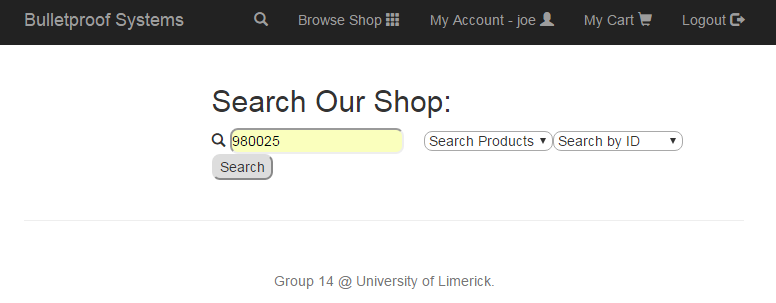 Bulletproof Systems Browse Shop My Account - joe My Cart Logout
Search Our Shop:
980025 Search Products Search by ID
Search
Group 14 @ University of Limerick.